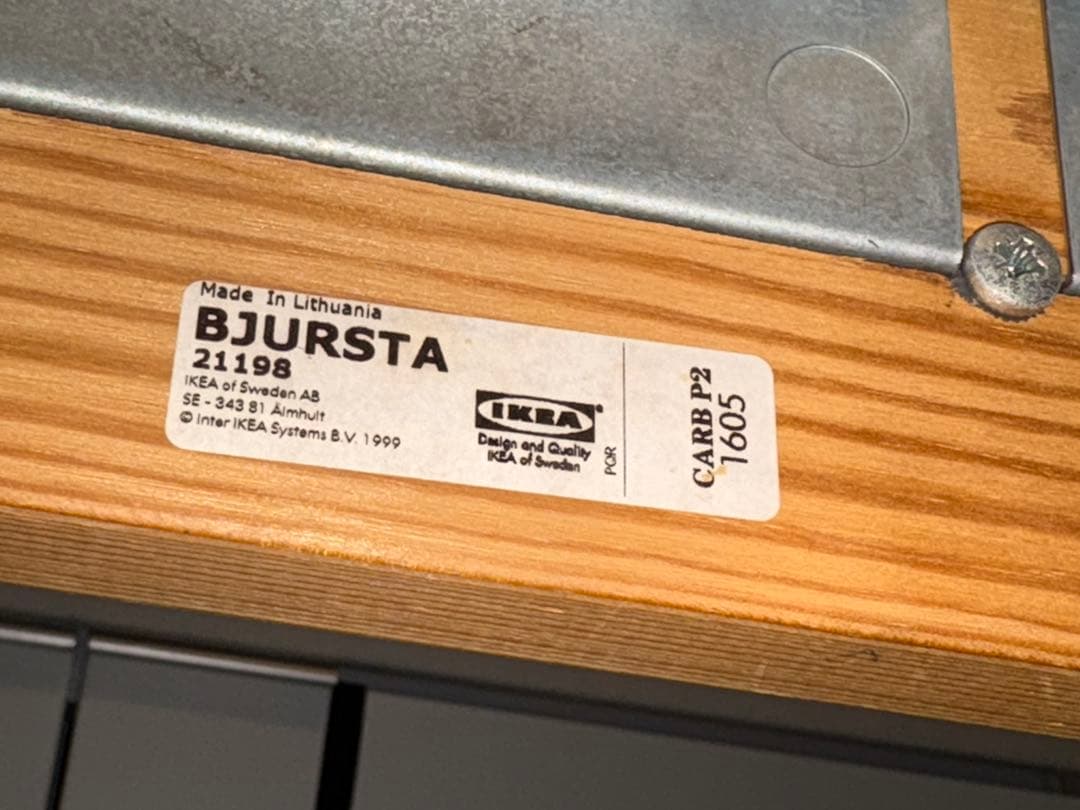 Made In Lithuania
BJURSTA
21198
IKEA of Sweden AB
SE - 343 81 Älmhult
© Inter IKEA Systems B.V. 1999
IKEA®
Design and Quality
IKEA of Sweden
PQR
CARB P2
1605